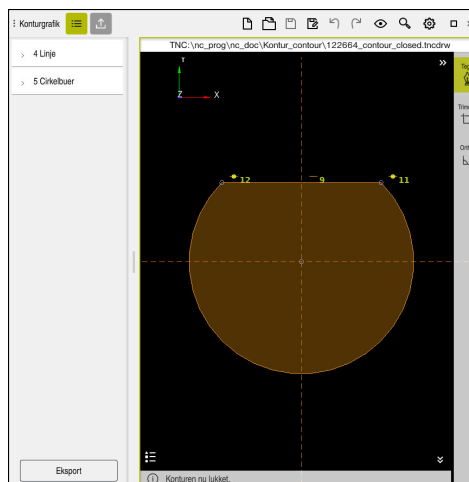 Konturgrafik
TNC:\nc_prog\nc_doc\Kontur_contour\122664_contour_closed.tncdrw
4 Linje
5 Cirkelbuer
Y
Z X
12 9 11
Eksport
Konturen nu lukket.